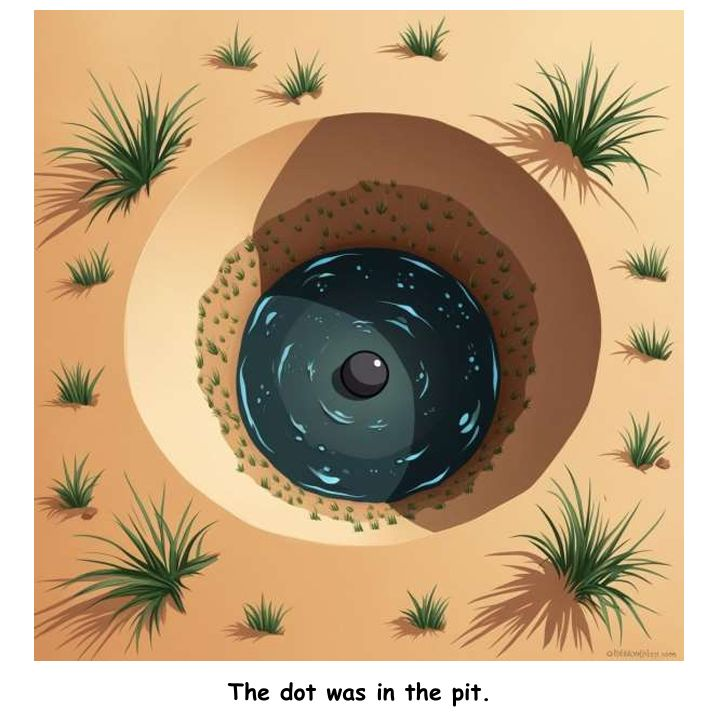 The dot was in the pit.